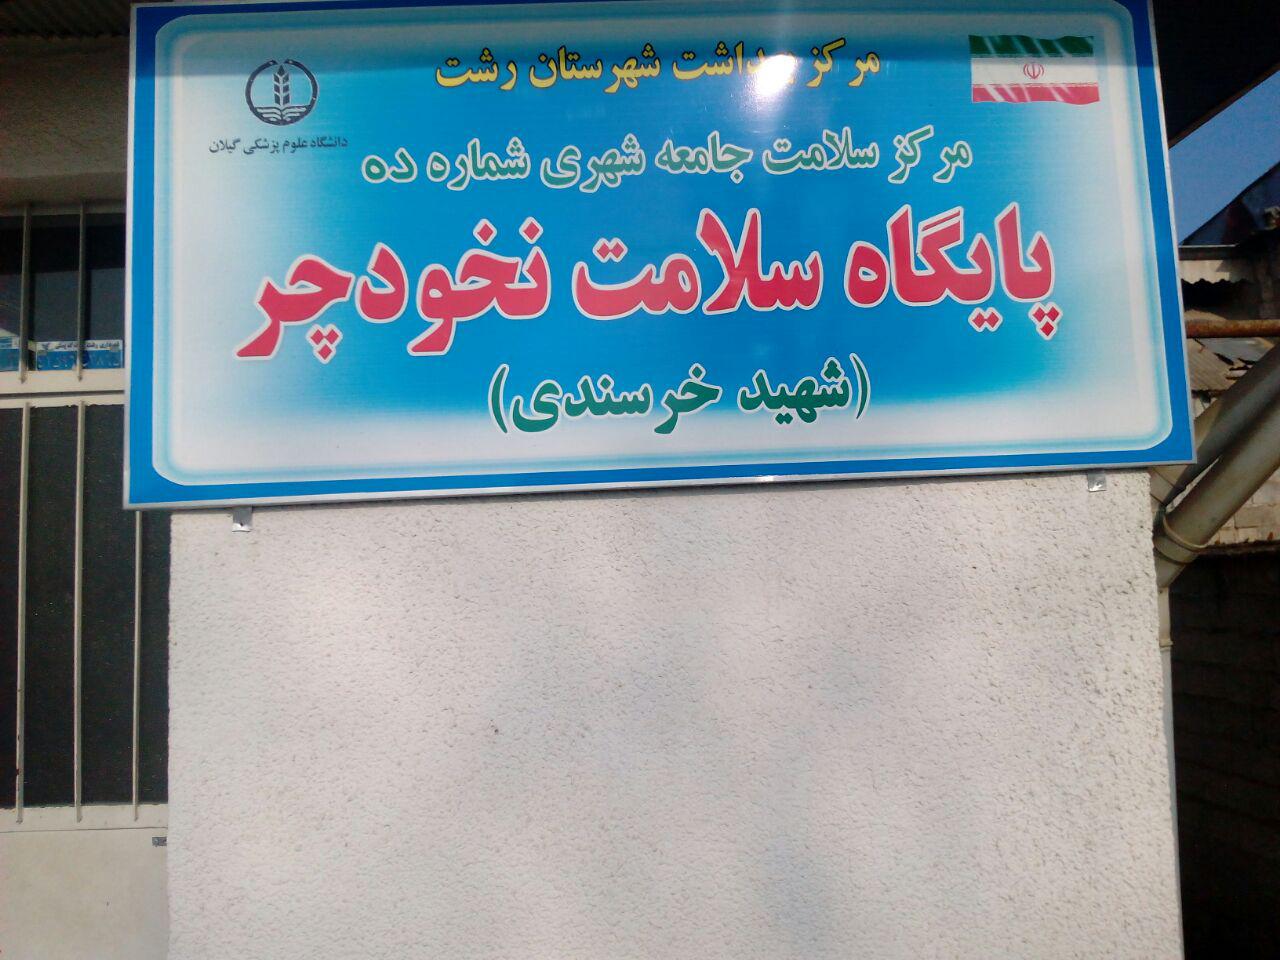 مرکز بهداشت شهرستان رشت
دانشگاه علوم پزشکی گیلان
مرکز سلامت جامعه شهری شماره ده
پایگاه سلامت نخودچر
(شهید خرسندی)